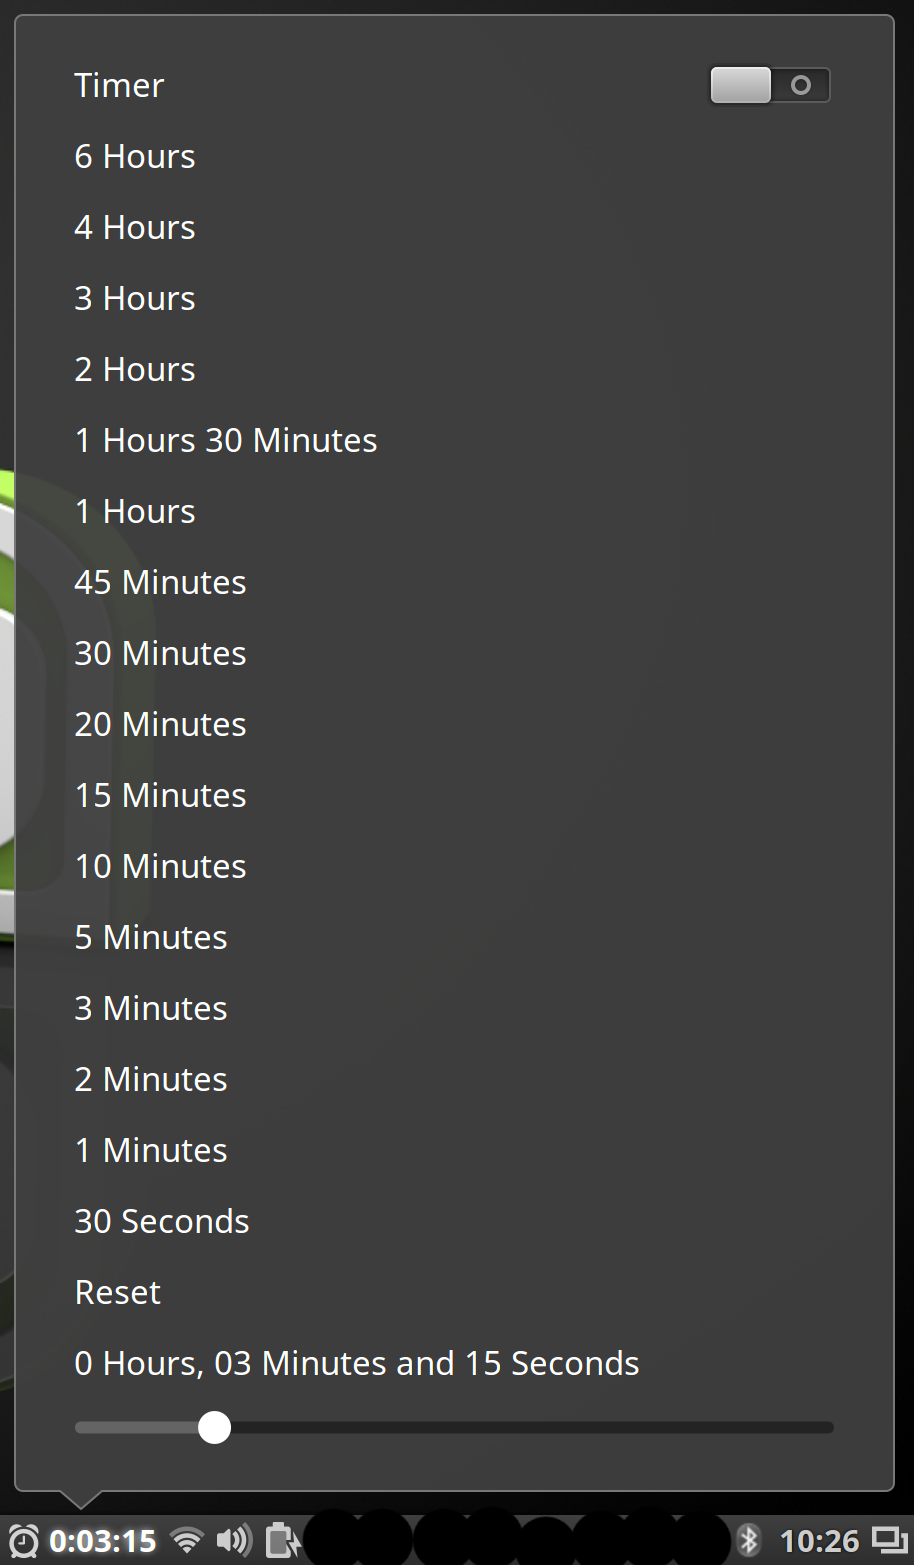 Timer
6 Hours
4 Hours
3 Hours
2 Hours
1 Hours 30 Minutes
1 Hours
45 Minutes
30 Minutes
20 Minutes
15 Minutes
10 Minutes
5 Minutes
3 Minutes
2 Minutes
1 Minutes
30 Seconds
Reset
0 Hours, 03 Minutes and 15 Seconds
0:03:15 10:26